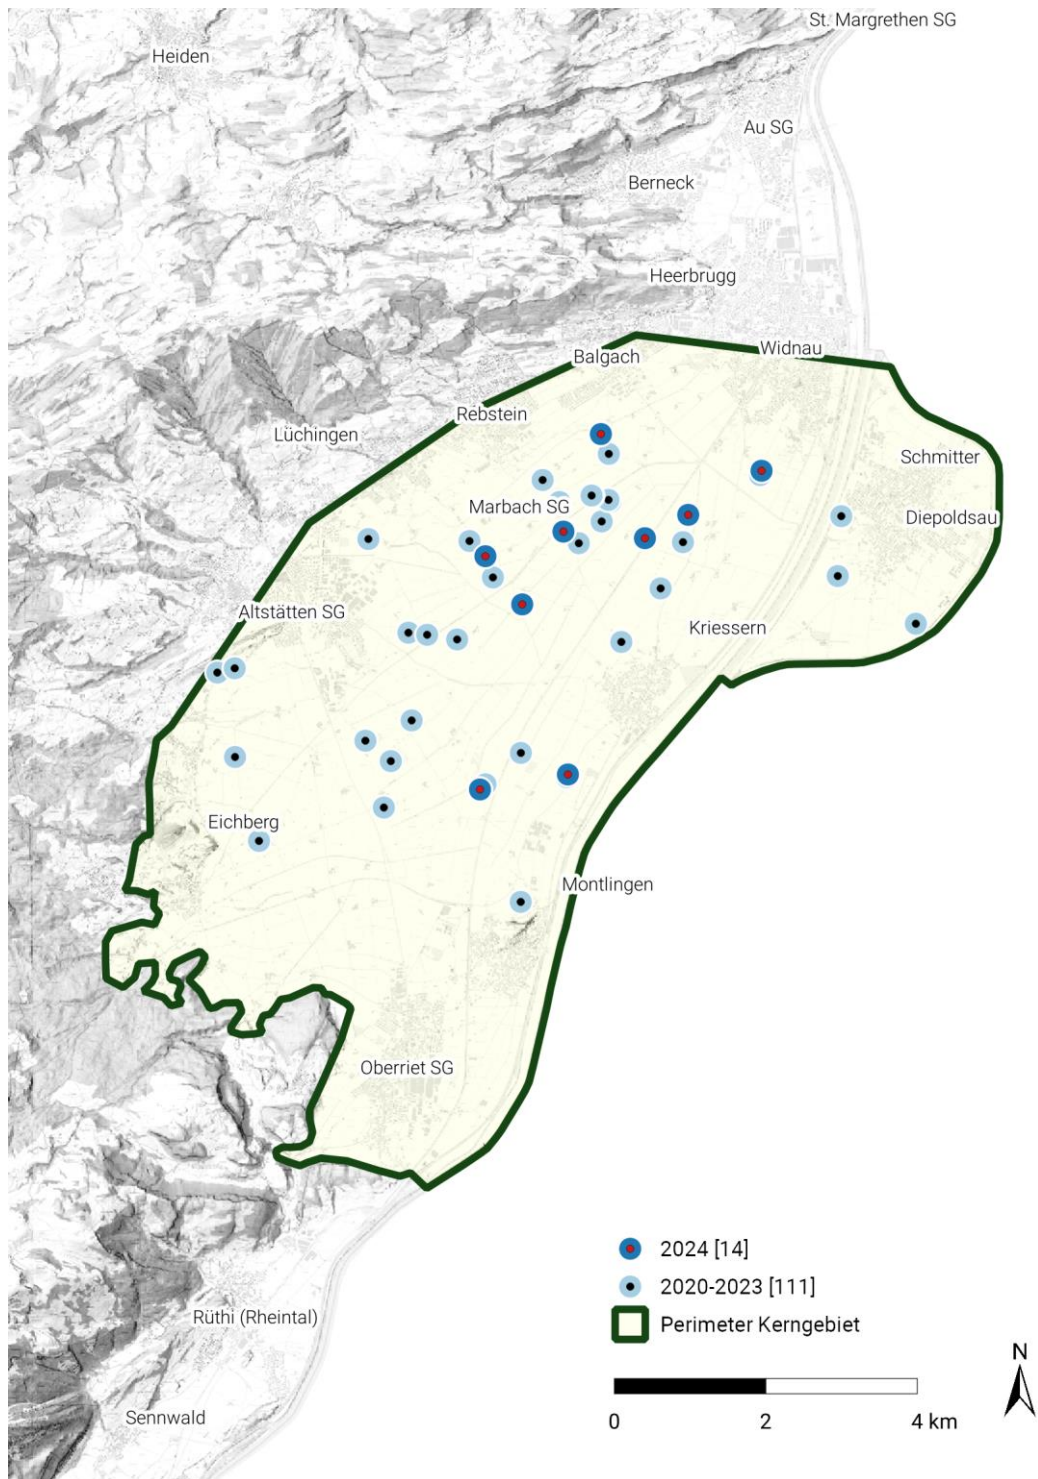 St. Margrethen SG
Heiden
Au SG
Berneck
Heerbrugg
Widnau
Balgach
Rebstein
Lüchingen
Schmitter
Marbach SG
Diepoldsau
Altstätten SG
Kriessern
Eichberg
Montlingen
Oberriet SG
2024 [14]
2020-2023 [111]
Rüthi (Rheintal)
Perimeter Kerngebiet
N
Sennwald
0 2 4 km